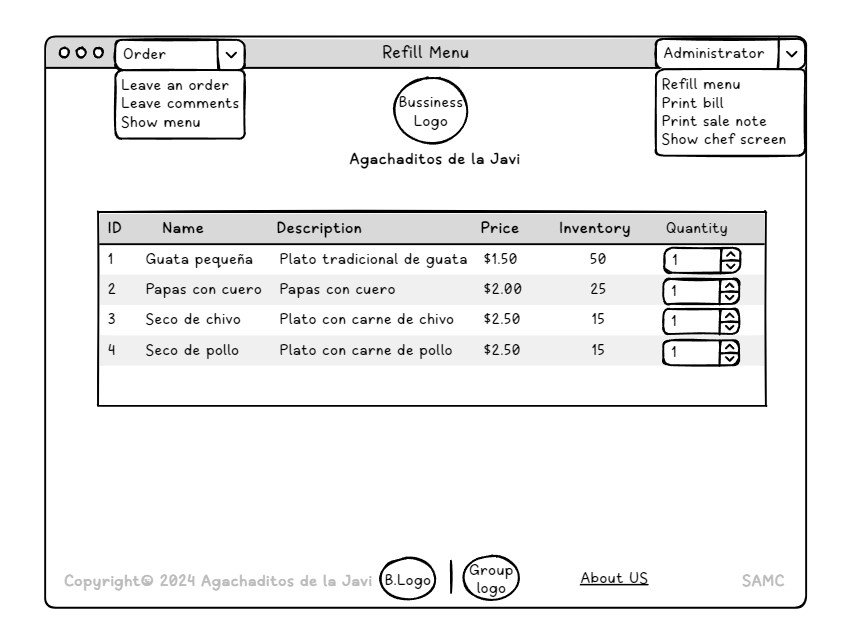 Order Refill Menu Administrator
Leave an order
Leave comments
Show menu
Refill menu
Print bill
Print sale note
Show chef screen
Bussiness
Logo
Agachaditos de la Javi
ID Name Description Price Inventory Quantity
1 Guata pequeña Plato tradicional de guata $1.50 50 1
2 Papas con cuero Papas con cuero $2.00 25 1
3 Seco de chivo Plato con carne de chivo $2.50 15 1
4 Seco de pollo Plato con carne de pollo $2.50 15 1
Copyright© 2024 Agachaditos de la Javi B.Logo Group
logo About US SAMC